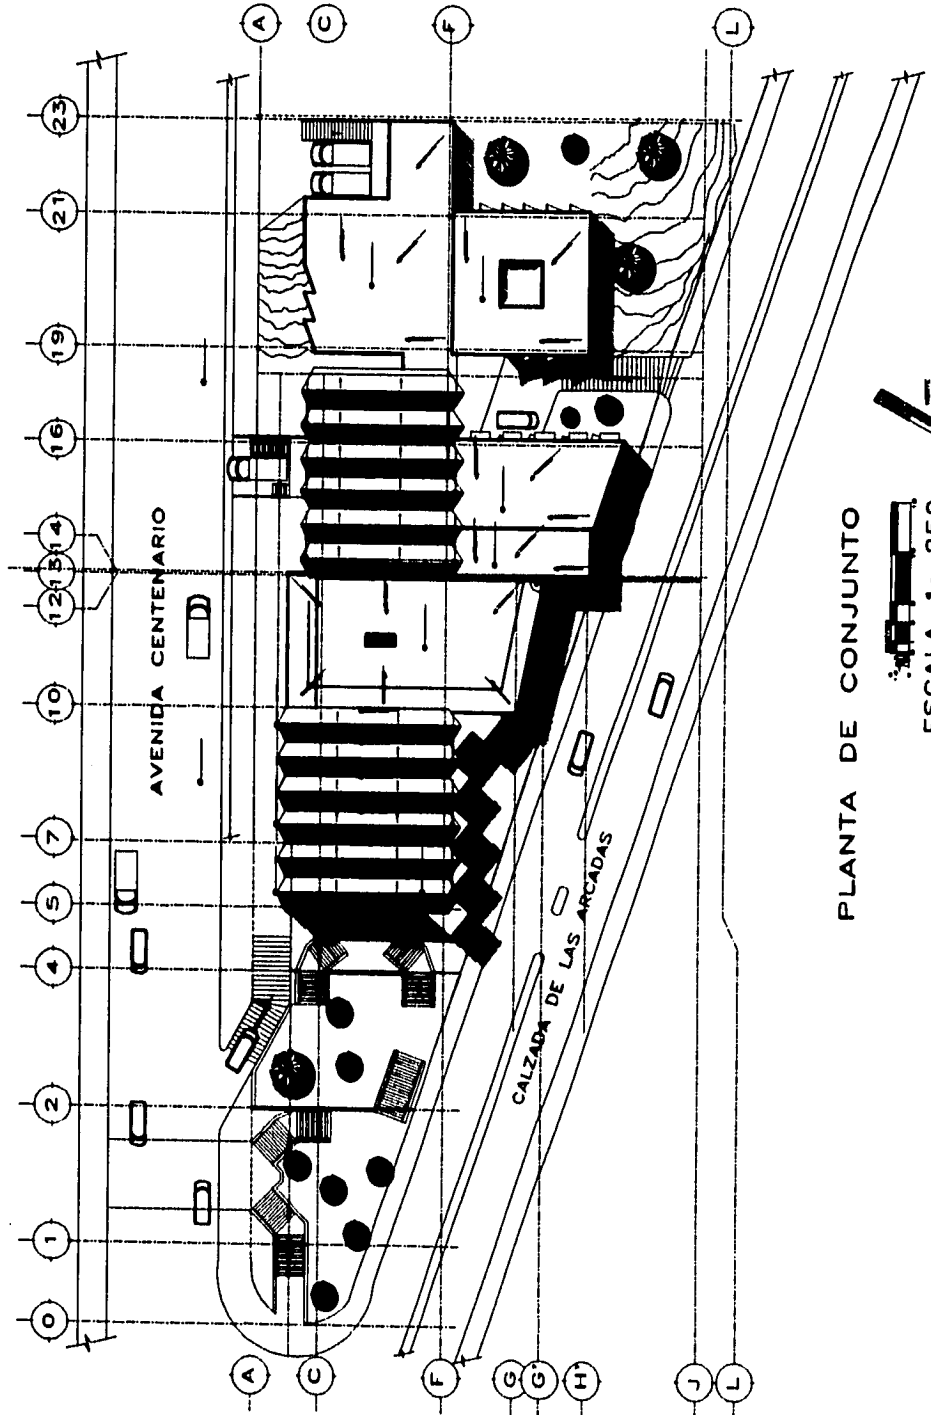 A
C
F
L
23
21
19
16
14
13
12
10
7
5
4
2
1
0
AVENIDA CENTENARIO
CALZADA DE LAS ARCADAS
A
C
F
G
G'
H'
J
L
PLANTA DE CONJUNTO